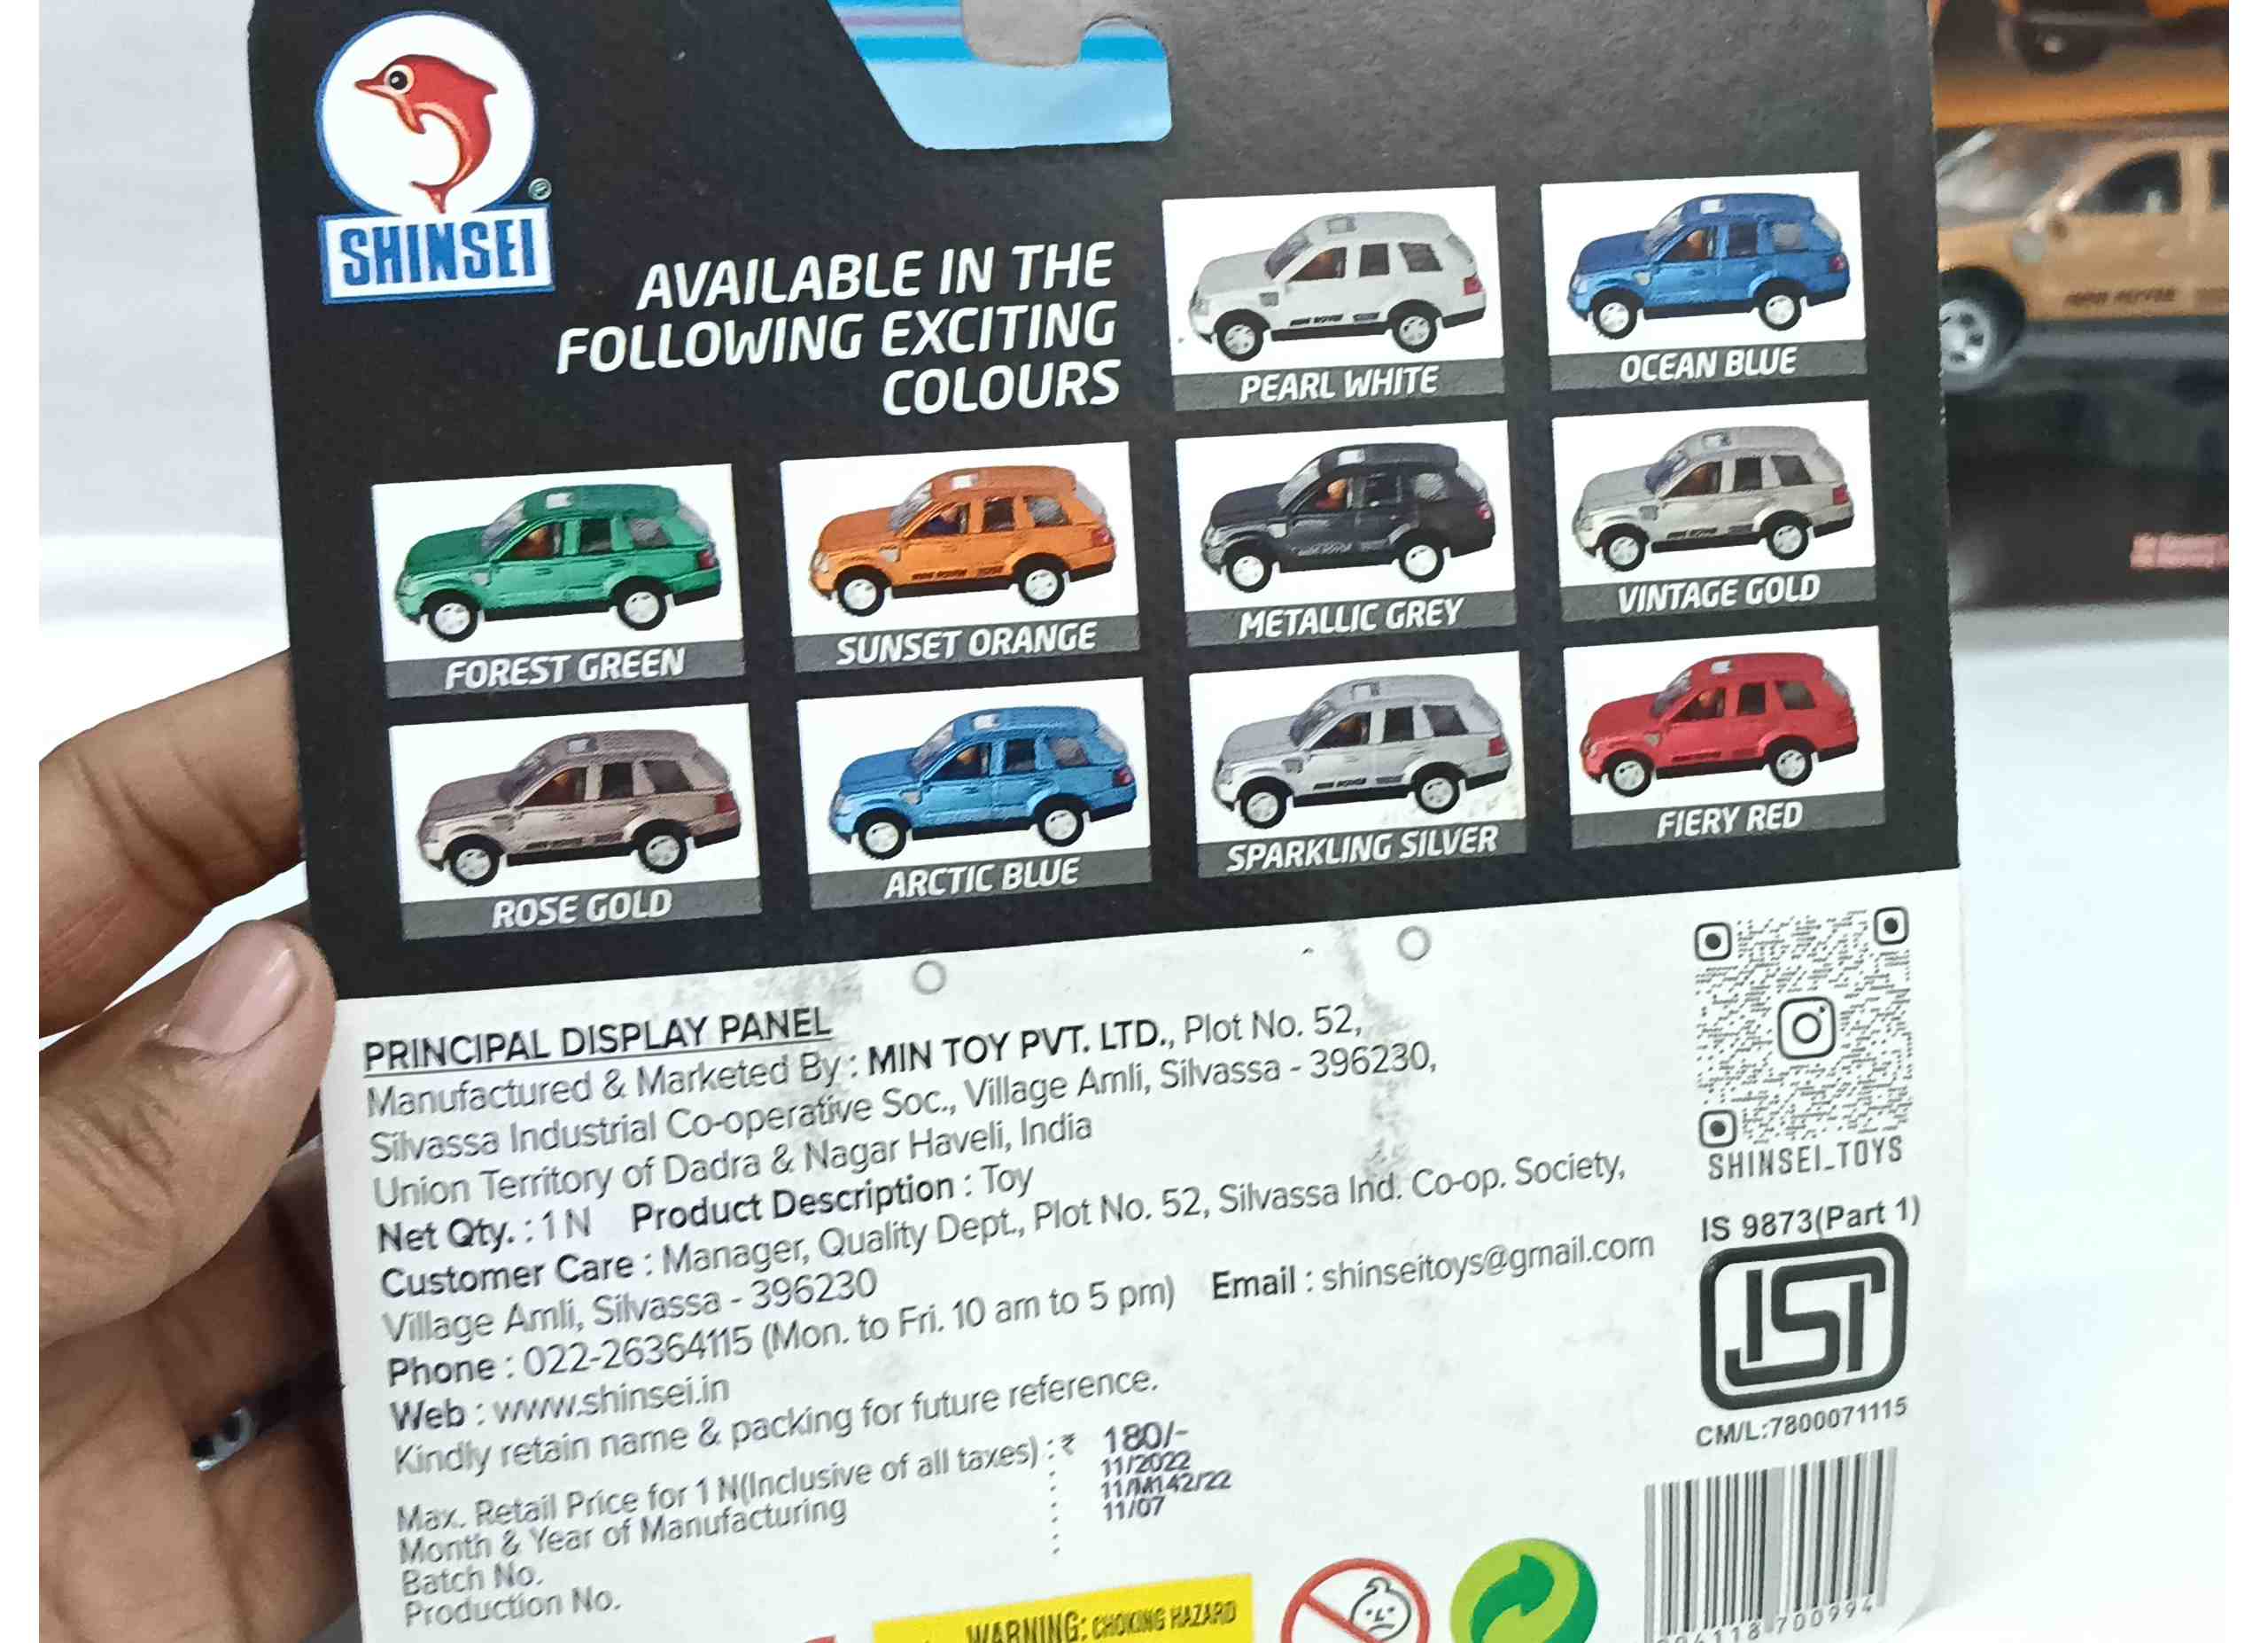 SHINSEI
AVAILABLE IN THE
FOLLOWING EXCITING
COLOURS
PEARL WHITE
OCEAN BLUE
FOREST GREEN
SUNSET ORANGE
METALLIC GREY
VINTAGE GOLD
ROSE GOLD
ARCTIC BLUE
SPARKLING SILVER
FIERY RED
PRINCIPAL DISPLAY PANEL
Manufactured & Marketed By : MIN TOY PVT. LTD., Plot No. 52,
Silvassa Industrial Co-operative Soc., Village Amli, Silvassa - 396230,
Union Territory of Dadra & Nagar Haveli, India
Net Qty. : 1 N Product Description : Toy
Customer Care : Manager, Quality Dept., Plot No. 52, Silvassa Ind. Co-op. Society,
Village Amli, Silvassa - 396230
Phone : 022-26364115 (Mon. to Fri. 10 am to 5 pm) Email : shinseitoys@gmail.com
Web : www.shinsei.in
Kindly retain name & packing for future reference.
Max. Retail Price for 1 N(Inclusive of all taxes) : ₹ 180/-
Month & Year of Manufacturing : 11/2022
Batch No. : 11/M142/22
Production No. : 11/07
SHINSEI_TOYS
IS 9873(Part 1)
ISI
CM/L:7800071115
WARNING: CHOKING HAZARD
700994